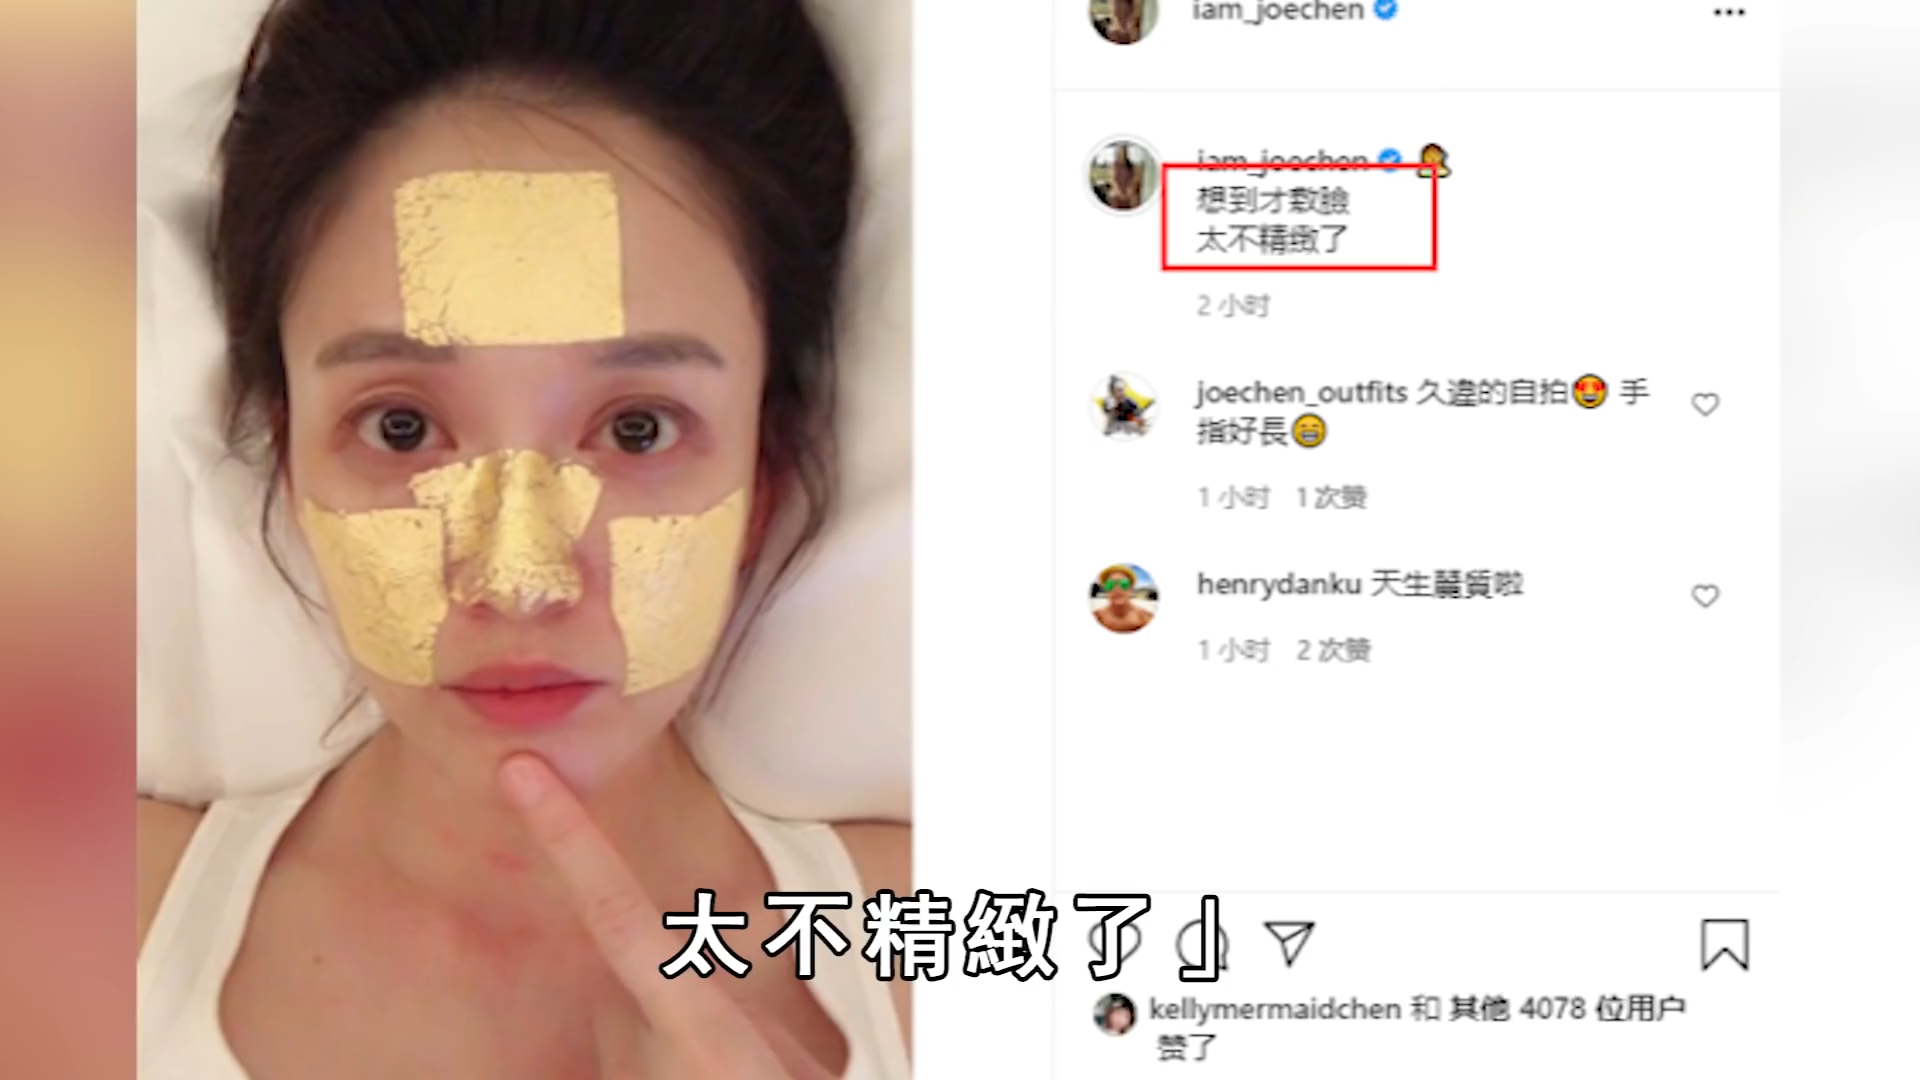 iam_joechen
iam_joechen
想到才敷臉
太不精緻了
2 小时
joechen_outfits 久違的自拍 手
指好長
1 小时 1 次赞
henrydanku 天生麗質啦
1 小时 2 次赞
太不精緻了』
kellymermaidchen 和 其他 4078 位用户
赞了